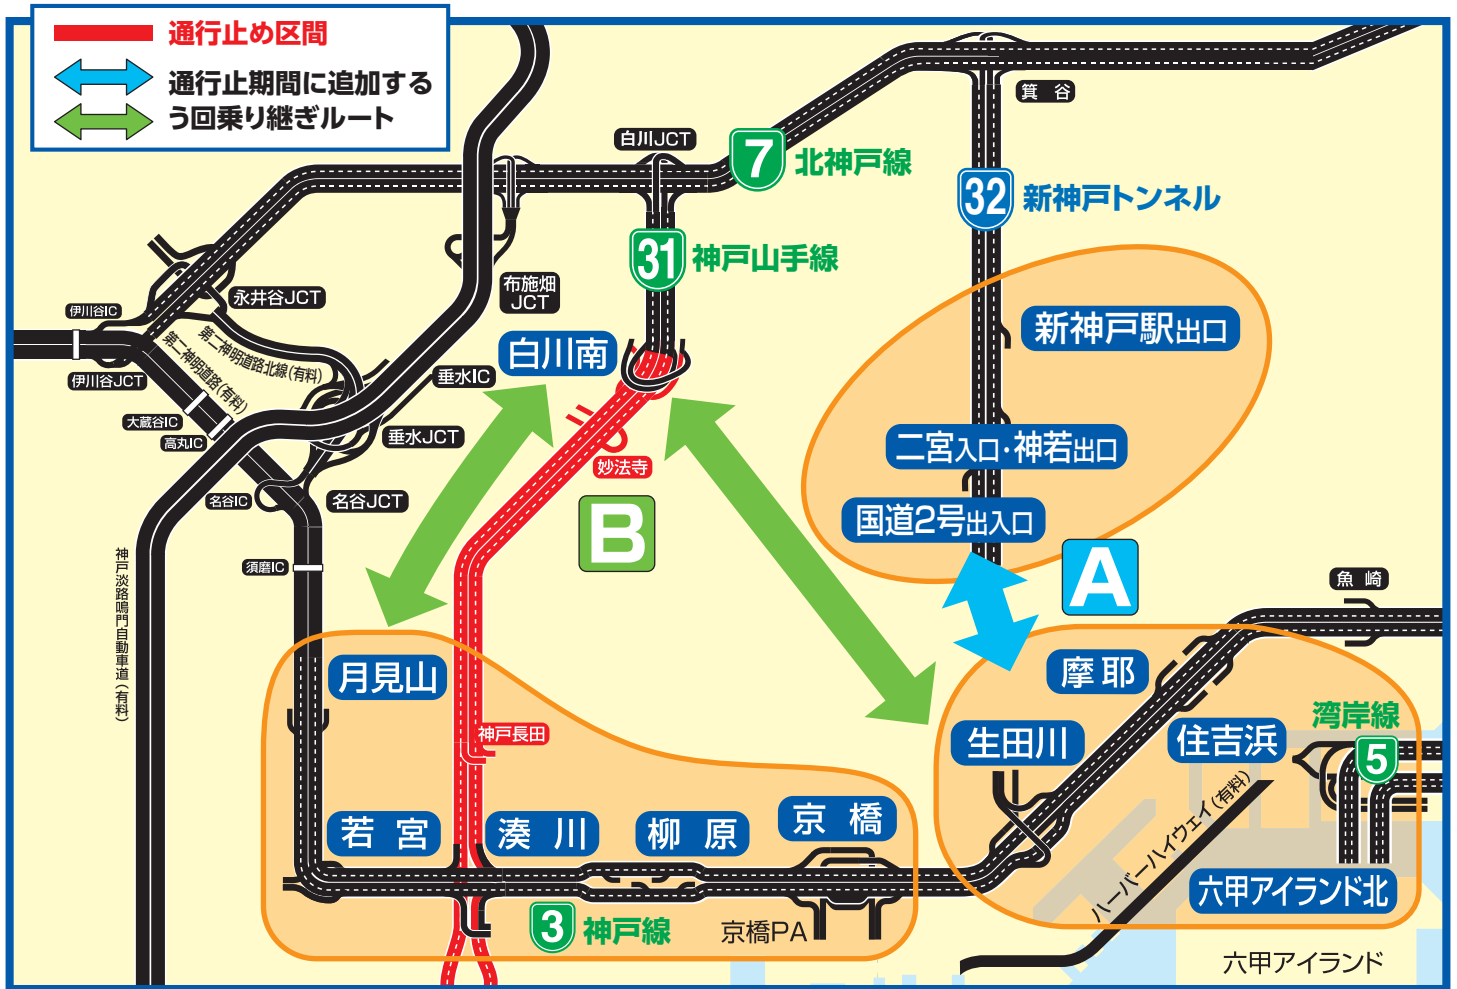 通行止め区間
通行止期間に追加する
う回乗り継ぎルート
箕 谷
白川JCT
7
北神戸線
32
新神戸トンネル
31
神戸山手線
布施畑
JCT
永井谷JCT
伊川谷IC
第二神明道路北線(有料)
第二神明道路(有料)
伊川谷JCT
白川南
新神戸駅出口
垂水IC
大蔵谷IC
高丸IC
垂水JCT
二宮入口・神若出口
妙法寺
名谷IC
名谷JCT
B
国道2号出入口
神戸淡路鳴門自動車道(有料)
須磨IC
A
魚 崎
月見山
摩耶
神戸長田
生田川
住吉浜
湾岸線
5
若宮
湊川
柳原
京橋
ハーバーハイウェイ(有料)
六甲アイランド北
3
神戸線
京橋PA
六甲アイランド